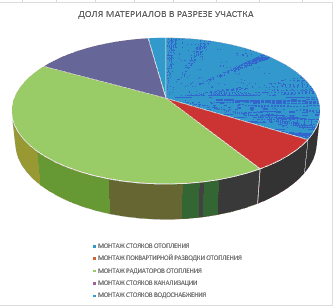 ДОЛЯ МАТЕРИАЛОВ В РАЗРЕЗЕ УЧАСТКА
МОНТАЖ СТОЯКОВ ОТОПЛЕНИЯ
МОНТАЖ ПОКВАРТИРНОЙ РАЗВОДКИ ОТОПЛЕНИЯ
МОНТАЖ РАДИАТОРОВ ОТОПЛЕНИЯ
МОНТАЖ СТОЯКОВ КАНАЛИЗАЦИИ
МОНТАЖ СТОЯКОВ ВОДОСНАБЖЕНИЯ